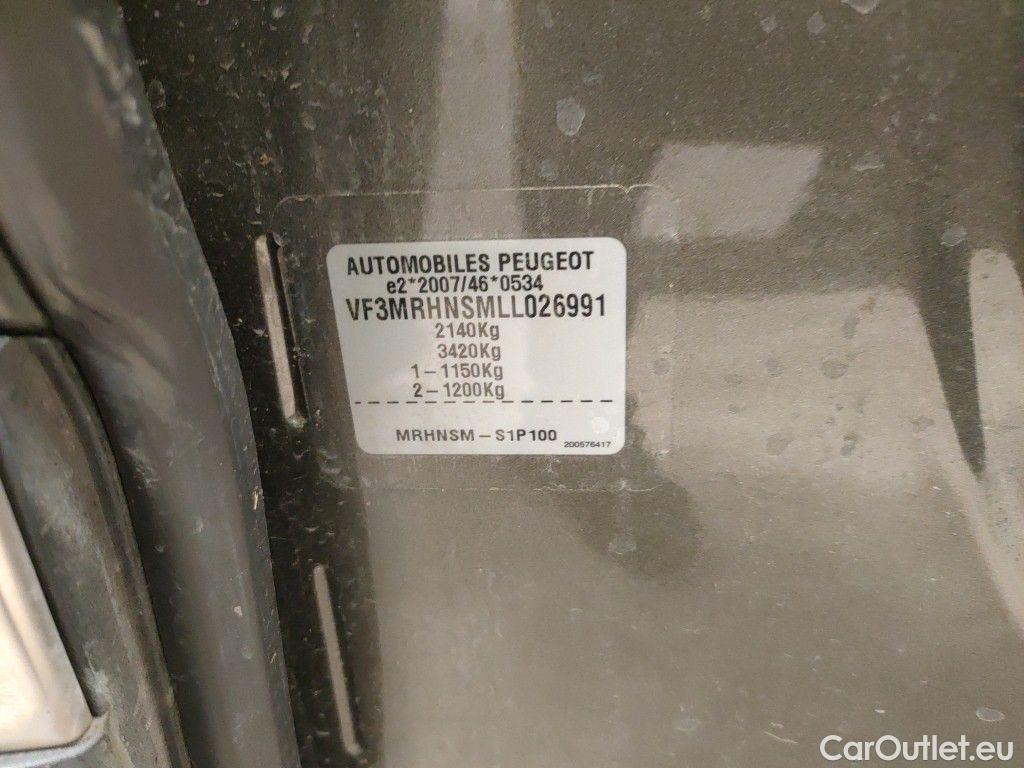 AUTOMOBILES PEUGEOT
e2*2007/46*0534
VF3MRHNSMLL026991
2140Kg
3420Kg
1-1150Kg
2-1200Kg
MRHNSM-S1P100
200576417
CarOutlet.eu